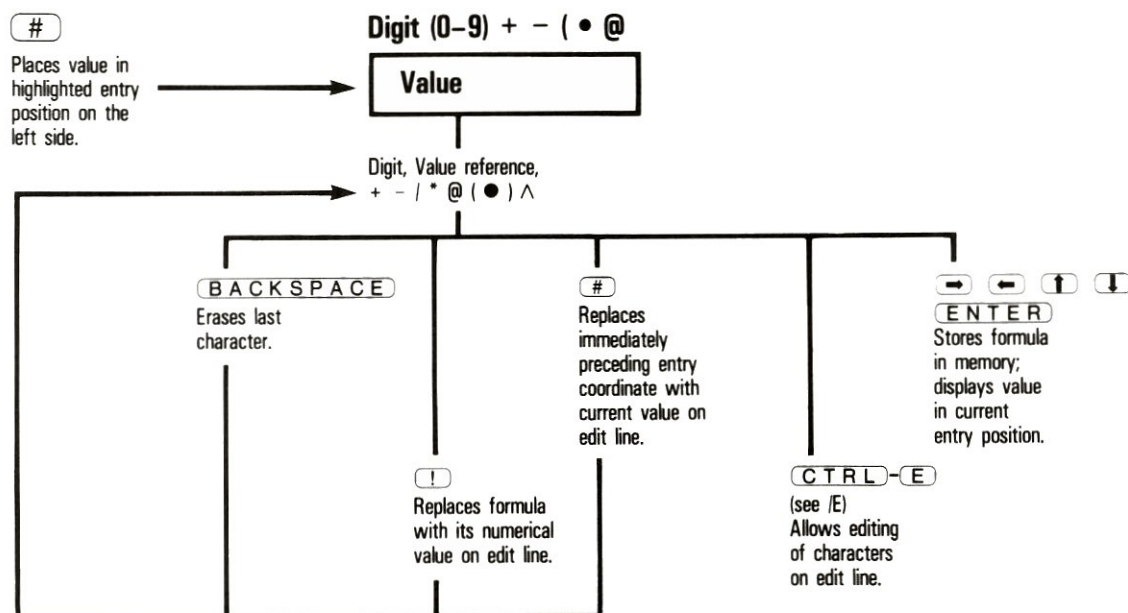 #
Places value in
highlighted entry
position on the
left side.
Digit (0–9) + − ( • @
Value
Digit, Value reference,
+ − / * @ ( • ) ∧
BACKSPACE
Erases last
character.
!
Replaces formula
with its numerical
value on edit line.
#
Replaces
immediately
preceding entry
coordinate with
current value on
edit line.
CTRL-E
(see /E)
Allows editing
of characters
on edit line.
➡ ⬅ ⬆ ⬇
ENTER
Stores formula
in memory;
displays value
in current
entry position.